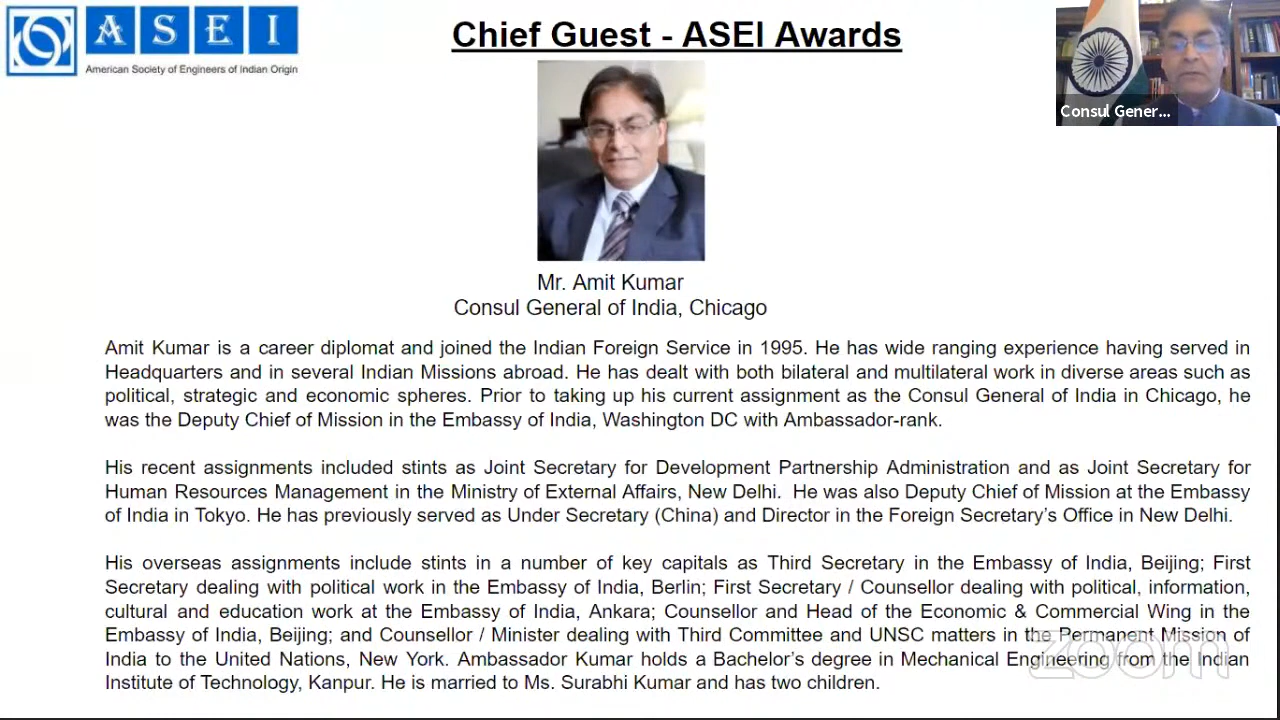 A S E I
American Society of Engineers of Indian Origin
Chief Guest - ASEI Awards
Consul Gener...
Mr. Amit Kumar
Consul General of India, Chicago
Amit Kumar is a career diplomat and joined the Indian Foreign Service in 1995. He has wide ranging experience having served in
Headquarters and in several Indian Missions abroad. He has dealt with both bilateral and multilateral work in diverse areas such as
political, strategic and economic spheres. Prior to taking up his current assignment as the Consul General of India in Chicago, he
was the Deputy Chief of Mission in the Embassy of India, Washington DC with Ambassador-rank.
His recent assignments included stints as Joint Secretary for Development Partnership Administration and as Joint Secretary for
Human Resources Management in the Ministry of External Affairs, New Delhi. He was also Deputy Chief of Mission at the Embassy
of India in Tokyo. He has previously served as Under Secretary (China) and Director in the Foreign Secretary's Office in New Delhi.
His overseas assignments include stints in a number of key capitals as Third Secretary in the Embassy of India, Beijing; First
Secretary dealing with political work in the Embassy of India, Berlin; First Secretary / Counsellor dealing with political, information,
cultural and education work at the Embassy of India, Ankara; Counsellor and Head of the Economic & Commercial Wing in the
Embassy of India, Beijing; and Counsellor / Minister dealing with Third Committee and UNSC matters in the Permanent Mission of
India to the United Nations, New York. Ambassador Kumar holds a Bachelor's degree in Mechanical Engineering from the Indian
Institute of Technology, Kanpur. He is married to Ms. Surabhi Kumar and has two children.
zoom